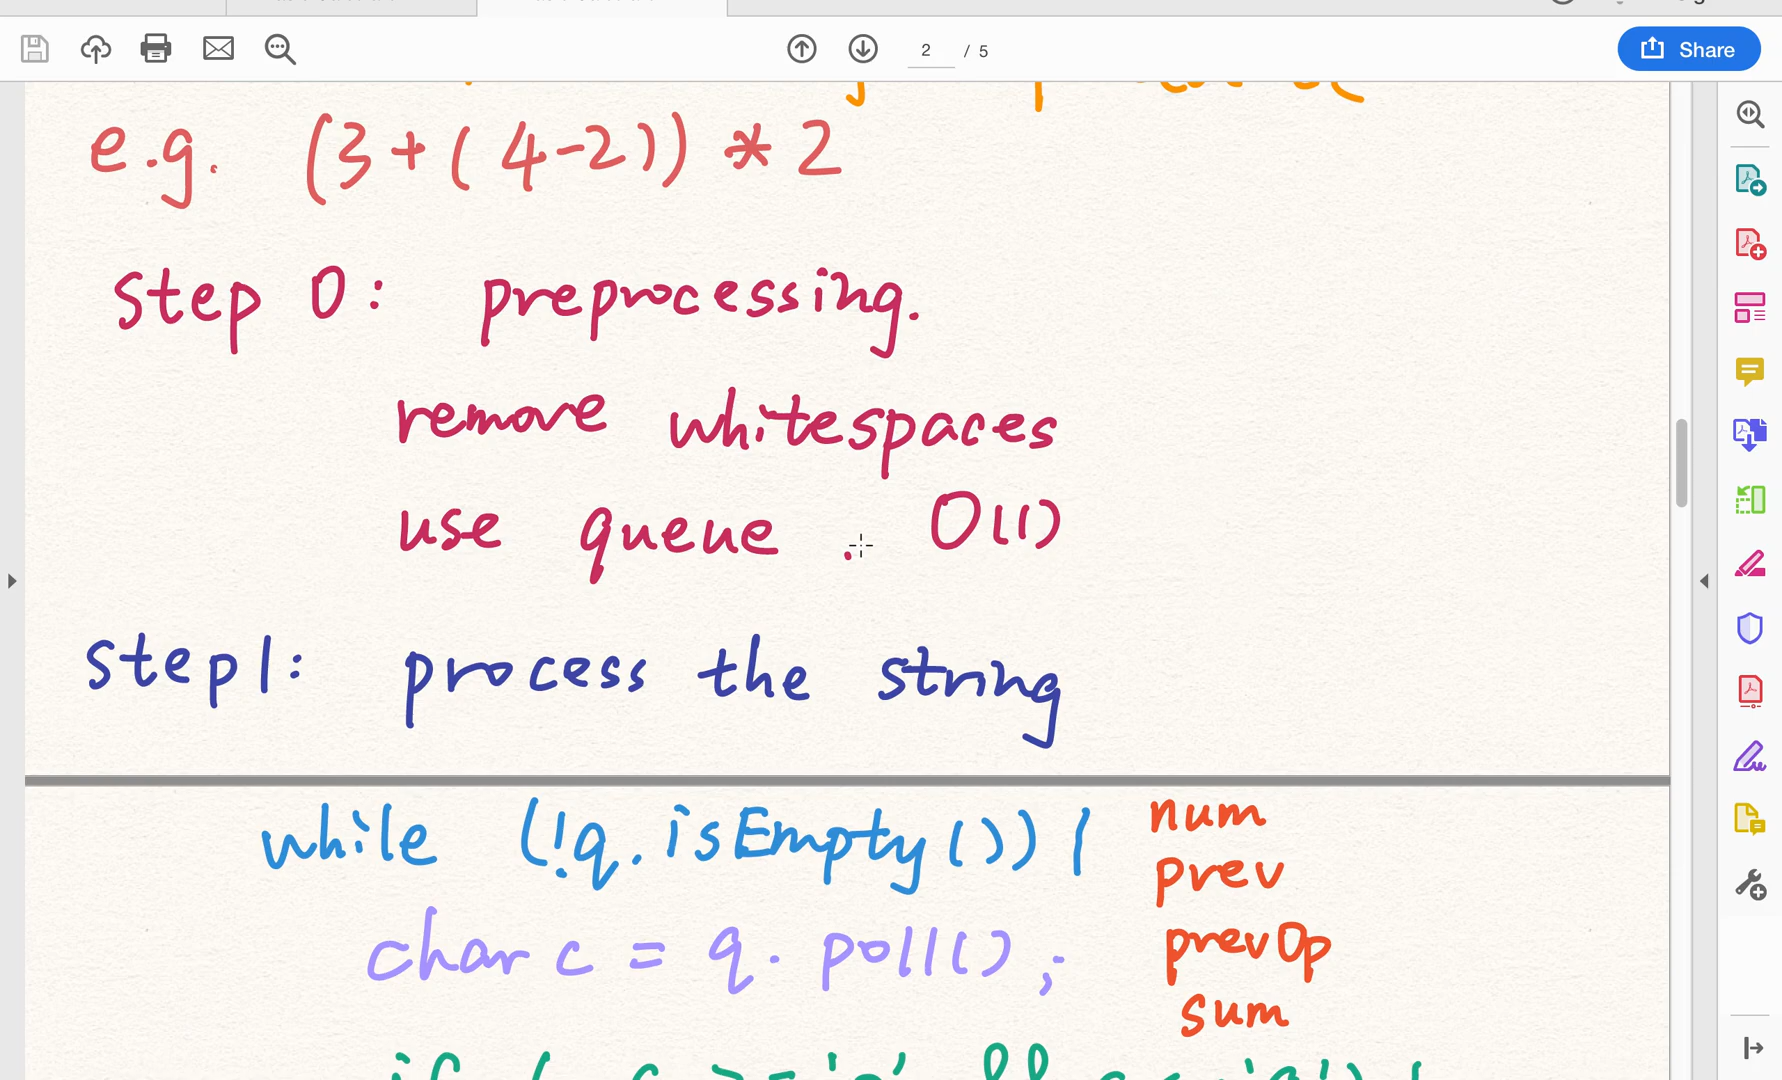 2 / 5
Share
e.g. (3+(4-2)) * 2
Step 0: preprocessing.
remove whitespaces
use queue . O(1)
step 1: process the string
while (!q.isEmpty()) {
num
prev
char c = q.poll();
prevOp
sum